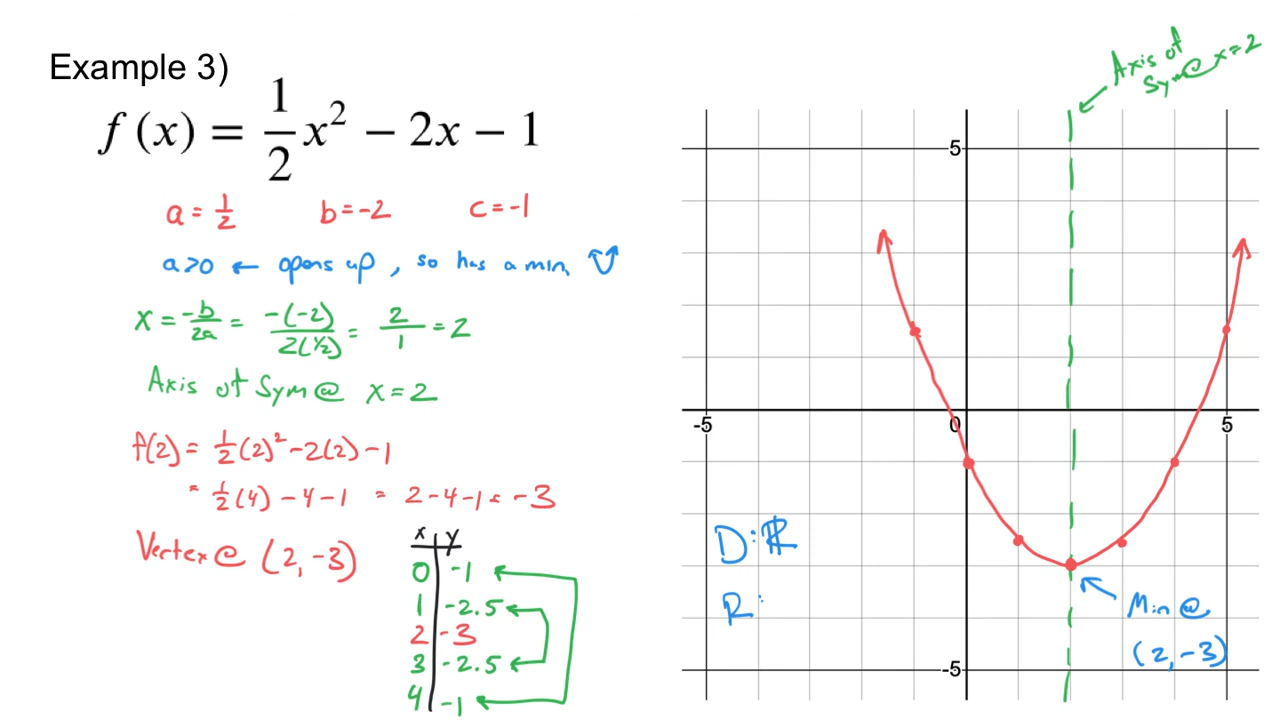 Example 3)
f (x) = 1/2 x² − 2x − 1
a = 1/2 b = -2 c = -1
a>0 ← opens up, so has a min
x = -b/2a = -(-2)/2(½) = 2/1 = 2
Axis of Sym @ x = 2
f(2) = 1/2 (2)² - 2(2) - 1
= 1/2 (4) - 4 - 1 = 2 - 4 - 1 = -3
Vertex @ (2, -3)
x y
0 -1
1 -2.5
2 -3
3 -2.5
4 -1
Axis of
Sym @ x=2
5
-5 0 5
-5
D: ℝ
R:
Min @
(2, -3)